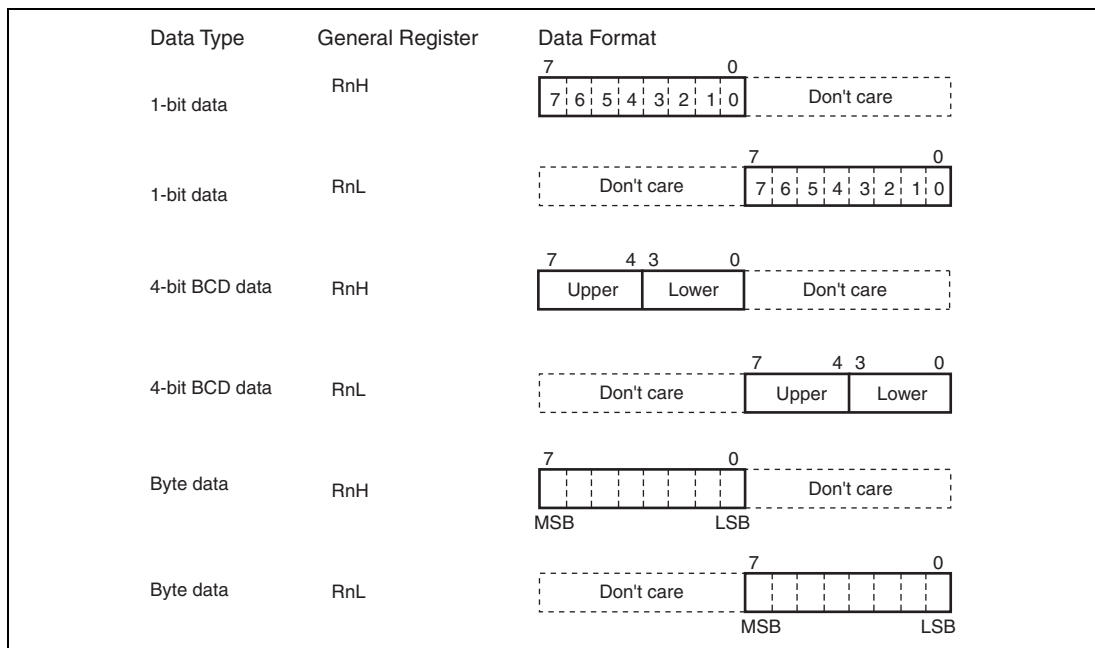 Data Type General Register Data Format
7 0
1-bit data RnH 7 6 5 4 3 2 1 0 Don't care
7 0
1-bit data RnL Don't care 7 6 5 4 3 2 1 0
7 4 3 0
4-bit BCD data RnH Upper Lower Don't care
7 4 3 0
4-bit BCD data RnL Don't care Upper Lower
7 0
Byte data RnH Don't care
MSB LSB
7 0
Byte data RnL Don't care
MSB LSB